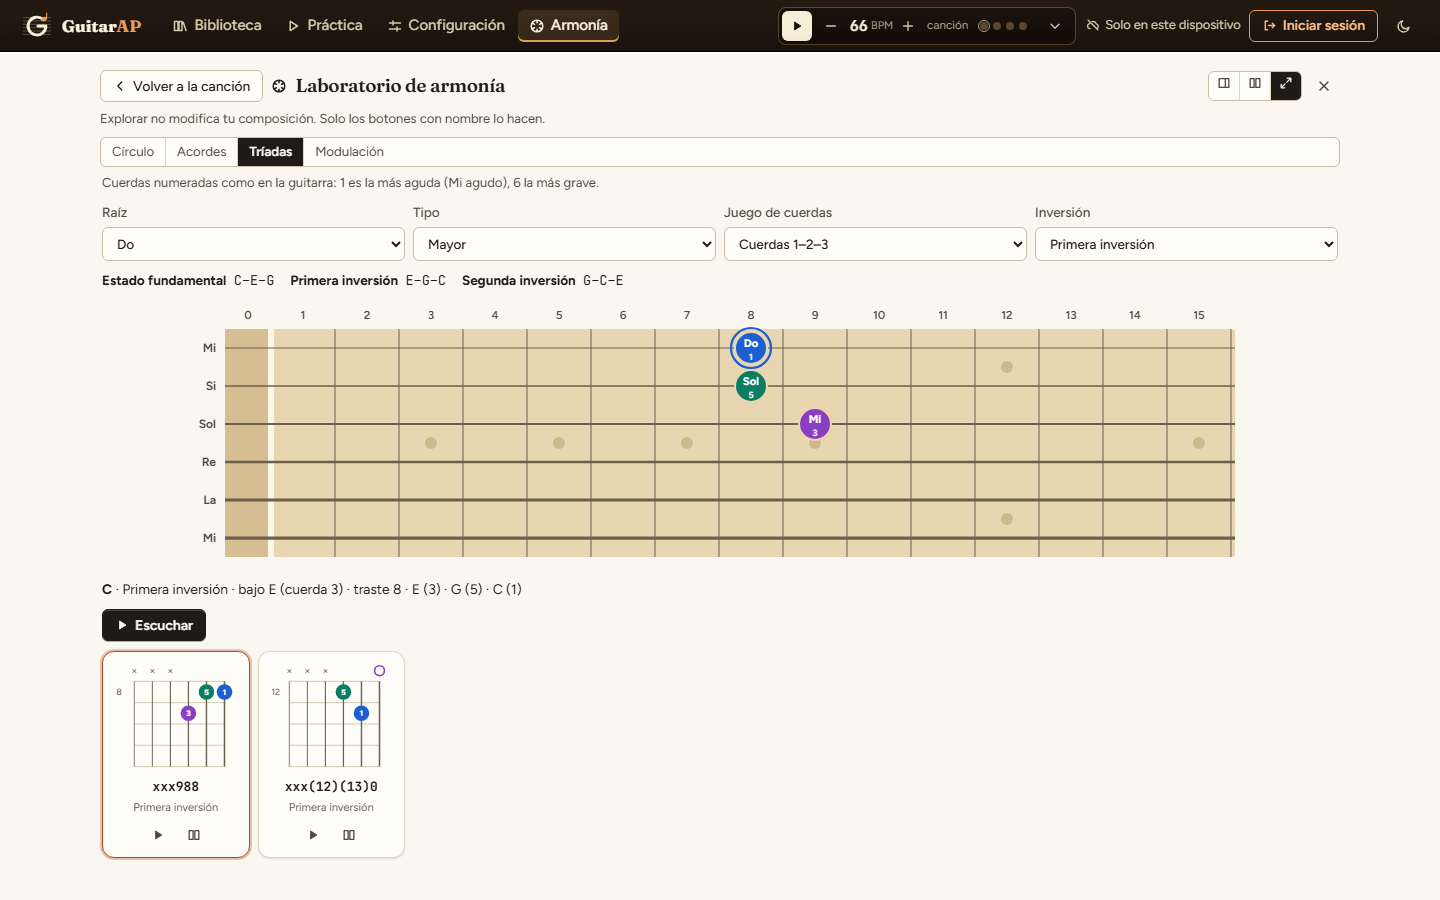 GuitarAP Biblioteca Práctica Configuración Armonía 66 BPM canción Solo en este dispositivo Iniciar sesión
Volver a la canción Laboratorio de armonía
Explorar no modifica tu composición. Solo los botones con nombre lo hacen.
Círculo Acordes Tríadas Modulación
Cuerdas numeradas como en la guitarra: 1 es la más aguda (Mi agudo), 6 la más grave.
Raíz Tipo Juego de cuerdas Inversión
Do Mayor Cuerdas 1–2–3 Primera inversión
Estado fundamental C–E–G Primera inversión E–G–C Segunda inversión G–C–E
0 1 2 3 4 5 6 7 8 9 10 11 12 13 14 15
Mi Do 1
Si Sol 5
Sol Mi 3
Re
La
Mi
C · Primera inversión · bajo E (cuerda 3) · traste 8 · E (3) · G (5) · C (1)
Escuchar
× × × × × ×
8 5 1 12 5
3 1
xxx988 xxx(12)(13)0
Primera inversión Primera inversión